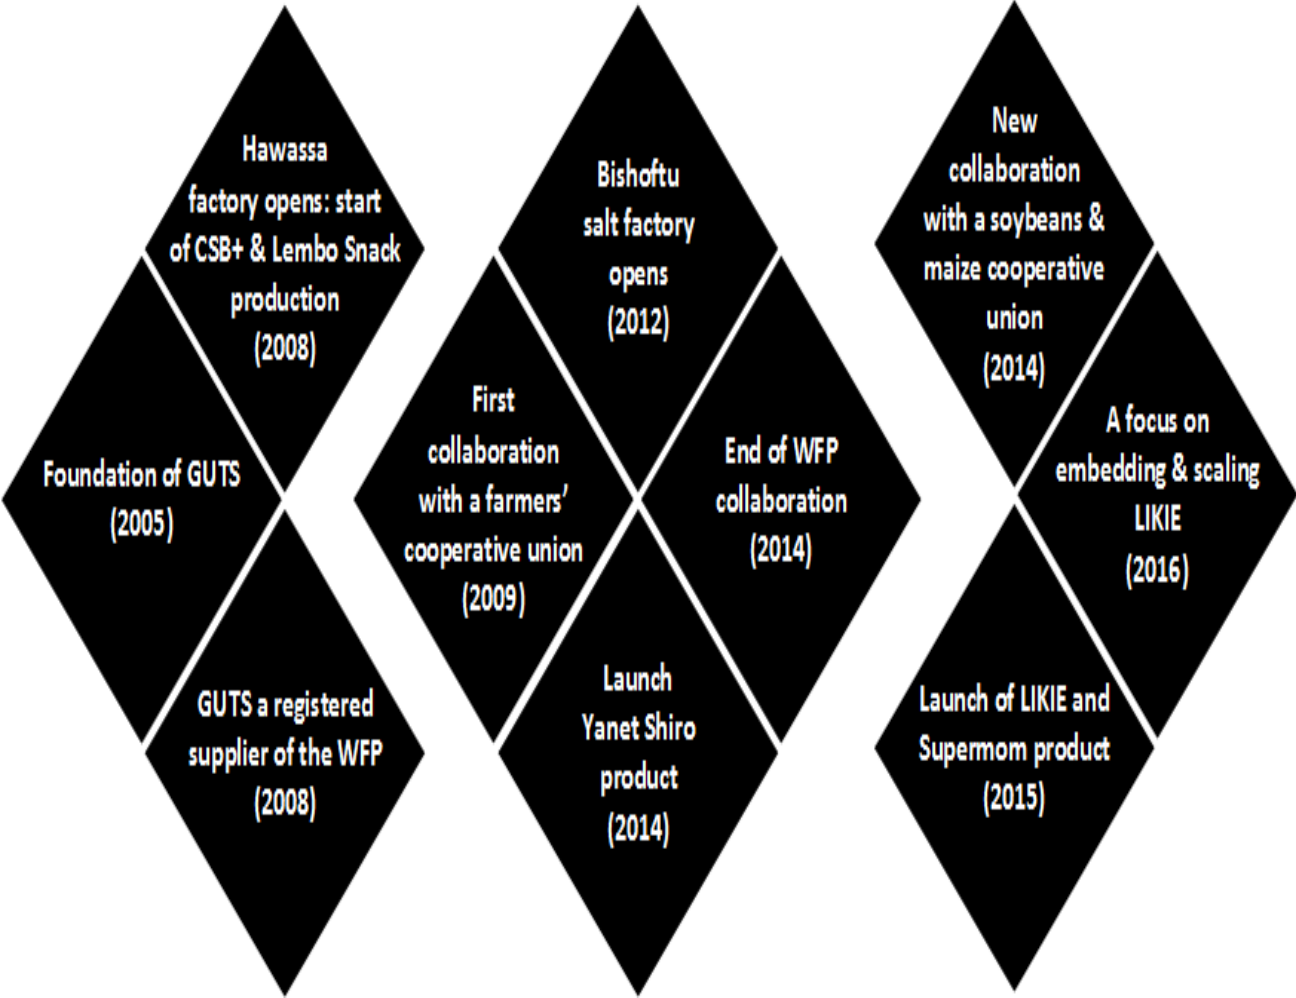 Foundation of GUTS
(2005)
Hawassa
factory opens: start
of CSB+ & Lembo Snack
production
(2008)
GUTS a registered
supplier of the WFP
(2008)
First
collaboration
with a farmers’
cooperative union
(2009)
Bishoftu
salt factory
opens
(2012)
Launch
Yanet Shiro
product
(2014)
End of WFP
collaboration
(2014)
New
collaboration
with a soybeans &
maize cooperative
union
(2014)
Launch of LIKIE and
Supermom product
(2015)
A focus on
embedding & scaling
LIKIE
(2016)